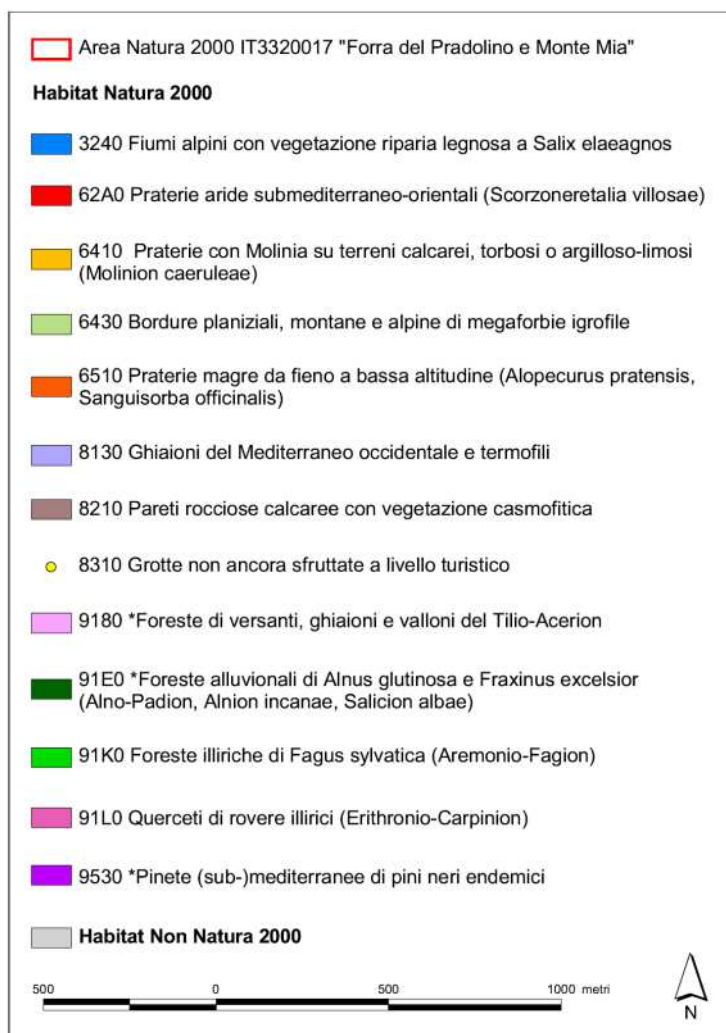 Area Natura 2000 IT3320017 "Forra del Pradolino e Monte Mia"
Habitat Natura 2000
3240 Fiumi alpini con vegetazione riparia legnosa a Salix elaeagnos
62A0 Praterie aride submediterraneo-orientali (Scorzoneretalia villosae)
6410 Praterie con Molinia su terreni calcarei, torbosi o argilloso-limosi
(Molinion caeruleae)
6430 Bordure planiziali, montane e alpine di megaforbie igrofile
6510 Praterie magre da fieno a bassa altitudine (Alopecurus pratensis,
Sanguisorba officinalis)
8130 Ghiaioni del Mediterraneo occidentale e termofili
8210 Pareti rocciose calcaree con vegetazione casmofitica
8310 Grotte non ancora sfruttate a livello turistico
9180 *Foreste di versanti, ghiaioni e valloni del Tilio-Acerion
91E0 *Foreste alluvionali di Alnus glutinosa e Fraxinus excelsior
(Alno-Padion, Alnion incanae, Salicion albae)
91K0 Foreste illiriche di Fagus sylvatica (Aremonio-Fagion)
91L0 Querceti di rovere illirici (Erithronio-Carpinion)
9530 *Pinete (sub-)mediterranee di pini neri endemici
Habitat Non Natura 2000
500 0 500 1000 metri
N